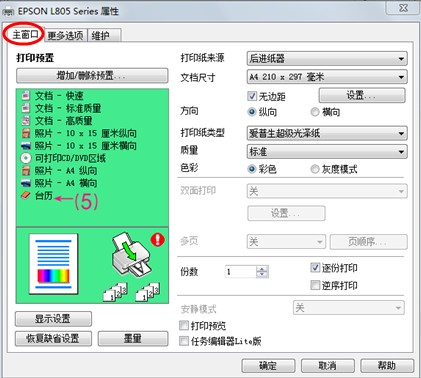 EPSON L805 Series 属性
主窗口 更多选项 维护
打印预置
增加/删除预置...
文档 - 快速
文档 - 标准质量
文档 - 高质量
照片 - 10 x 15 厘米纵向
照片 - 10 x 15 厘米横向
可打印CD/DVD区域
照片 - A4 纵向
照片 - A4 横向
台历 (5)
显示设置
恢复缺省设置 墨量
打印纸来源 后进纸器
文档尺寸 A4 210 x 297 毫米
无边距 设置...
方向 纵向 横向
打印纸类型 爱普生超级光泽纸
质量 标准
色彩 彩色 灰度模式
双面打印 关
设置...
多页 关 页顺序...
份数 1 逐份打印
逆序打印
安静模式 关
打印预览
任务编辑器Lite版
确定 取消 帮助